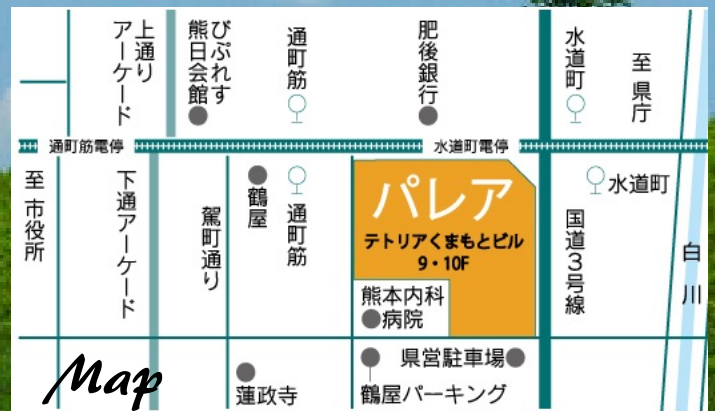 上通り
アーケード
びぷれす
熊日会館
通町筋
肥後銀行
水道町
至 県庁
通町筋電停
水道町電停
至 市役所
下通アーケード
駕町通り
鶴屋
通町筋
パレア
テトリアくまもとビル
9・10F
水道町
国道3号線
白川
熊本内科
病院
県営駐車場
蓮政寺
鶴屋パーキング
Map